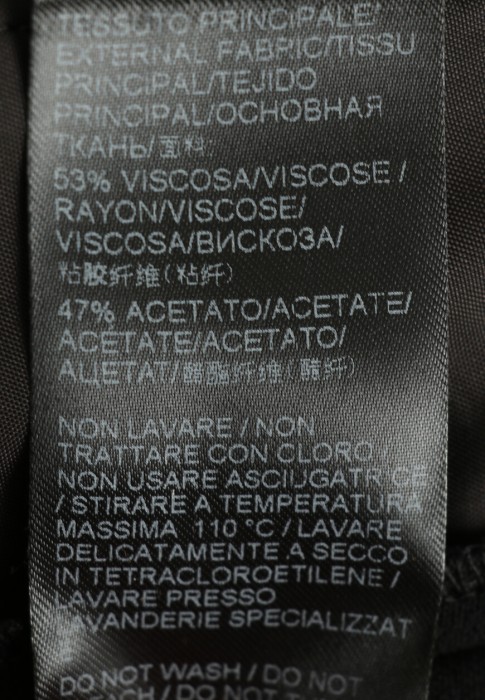 TESSUTO PRINCIPALE/
EXTERNAL FABRIC/TISSU
PRINCIPAL/TEJIDO
PRINCIPAL/ОСНОВНАЯ
ТКАНЬ/面料:
53% VISCOSA/VISCOSE /
RAYON/VISCOSE/
VISCOSA/ВИСКОЗА/
粘胶纤维(粘纤)
47% ACETATO/ACETATE/
ACETATE/ACETATO/
АЦЕТАТ/醋酯纤维(醋纤)
NON LAVARE / NON
TRATTARE CON CLORO
NON USARE ASCIUGATRICE
/ STIRARE A TEMPERATURA
MASSIMA 110 °C / LAVARE
DELICATAMENTE A SECCO
IN TETRACLOROETILENE /
LAVARE PRESSO
LAVANDERIE SPECIALIZZAT
DO NOT WASH / DO NOT